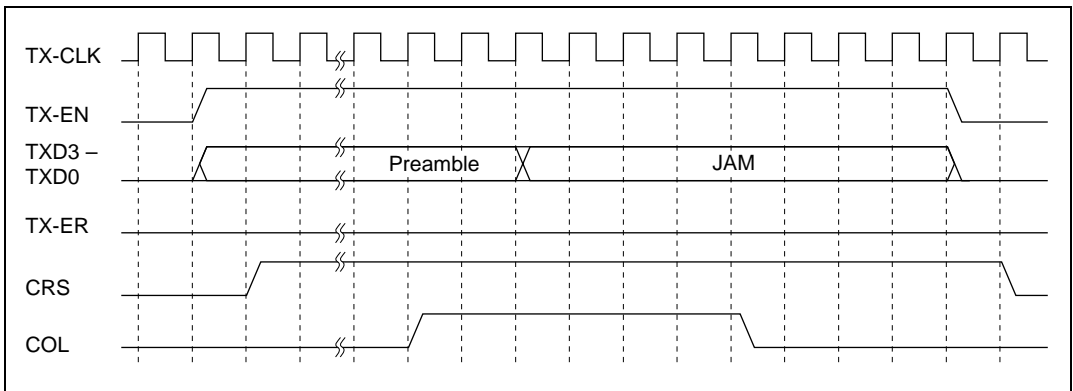 TX-CLK
TX-EN
TXD3 –
TXD0
Preamble
JAM
TX-ER
CRS
COL